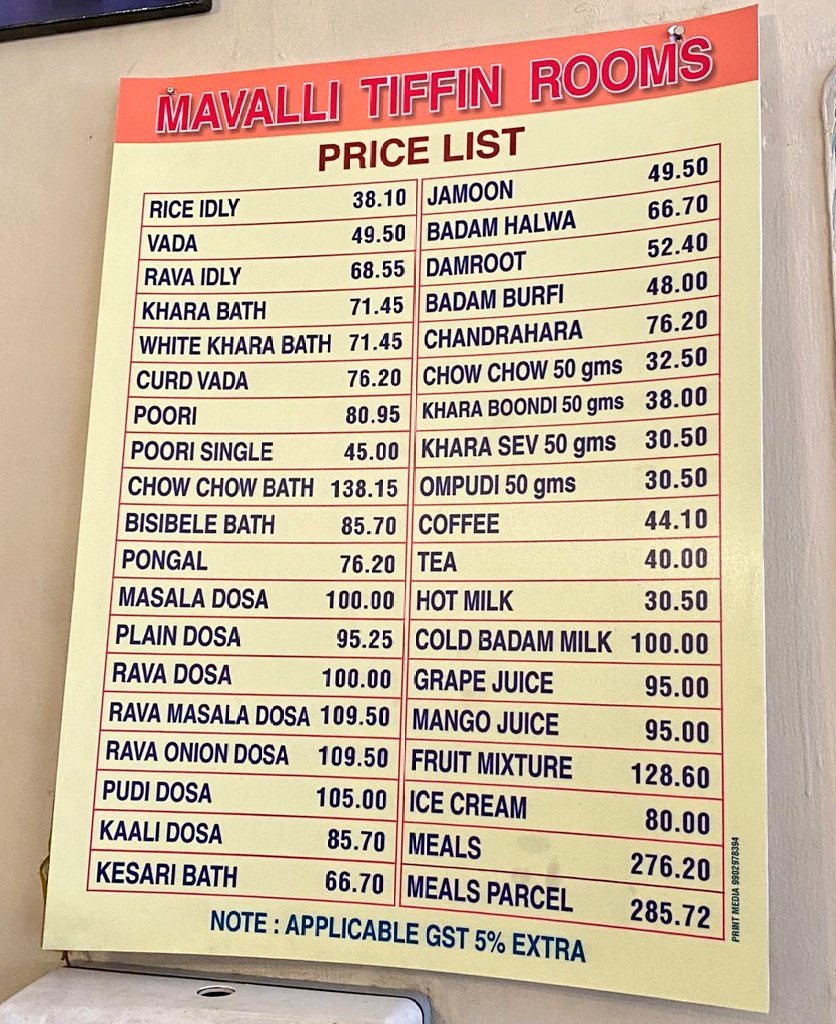 MAVALLI TIFFIN ROOMS
PRICE LIST
RICE IDLY 38.10
VADA 49.50
RAVA IDLY 68.55
KHARA BATH 71.45
WHITE KHARA BATH 71.45
CURD VADA 76.20
POORI 80.95
POORI SINGLE 45.00
CHOW CHOW BATH 138.15
BISIBELE BATH 85.70
PONGAL 76.20
MASALA DOSA 100.00
PLAIN DOSA 95.25
RAVA DOSA 100.00
RAVA MASALA DOSA 109.50
RAVA ONION DOSA 109.50
PUDI DOSA 105.00
KAALI DOSA 85.70
KESARI BATH 66.70
JAMOON 49.50
BADAM HALWA 66.70
DAMROOT 52.40
BADAM BURFI 48.00
CHANDRAHARA 76.20
CHOW CHOW 50 gms 32.50
KHARA BOONDI 50 gms 38.00
KHARA SEV 50 gms 30.50
OMPUDI 50 gms 30.50
COFFEE 44.10
TEA 40.00
HOT MILK 30.50
COLD BADAM MILK 100.00
GRAPE JUICE 95.00
MANGO JUICE 95.00
FRUIT MIXTURE 128.60
ICE CREAM 80.00
MEALS 276.20
MEALS PARCEL 285.72
NOTE : APPLICABLE GST 5% EXTRA
PRINT MEDIA 9902978394